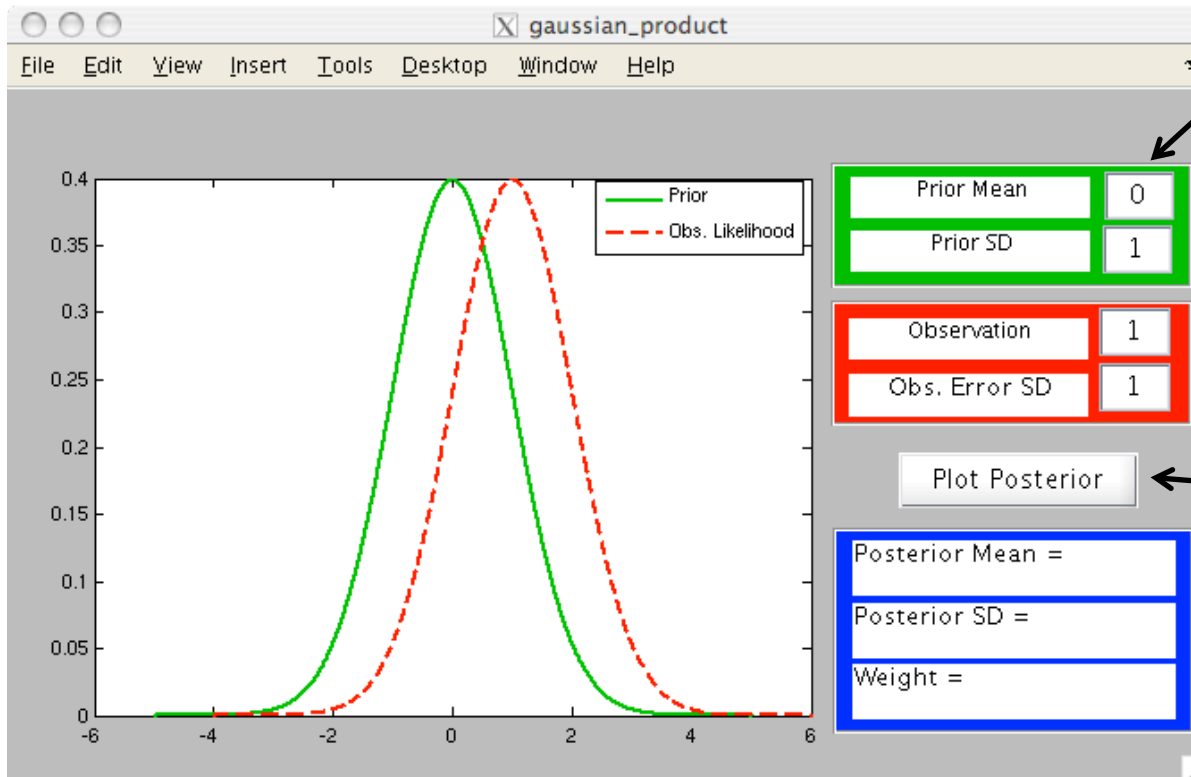 gaussian_product
File Edit View Insert Tools Desktop Window Help
0.4
0.35
0.3
0.25
0.2
0.15
0.1
0.05
0
-6 -4 -2 0 2 4 6
Prior
Obs. Likelihood
Prior Mean 0
Prior SD 1
Observation 1
Obs. Error SD 1
Plot Posterior
Posterior Mean =
Posterior SD =
Weight =